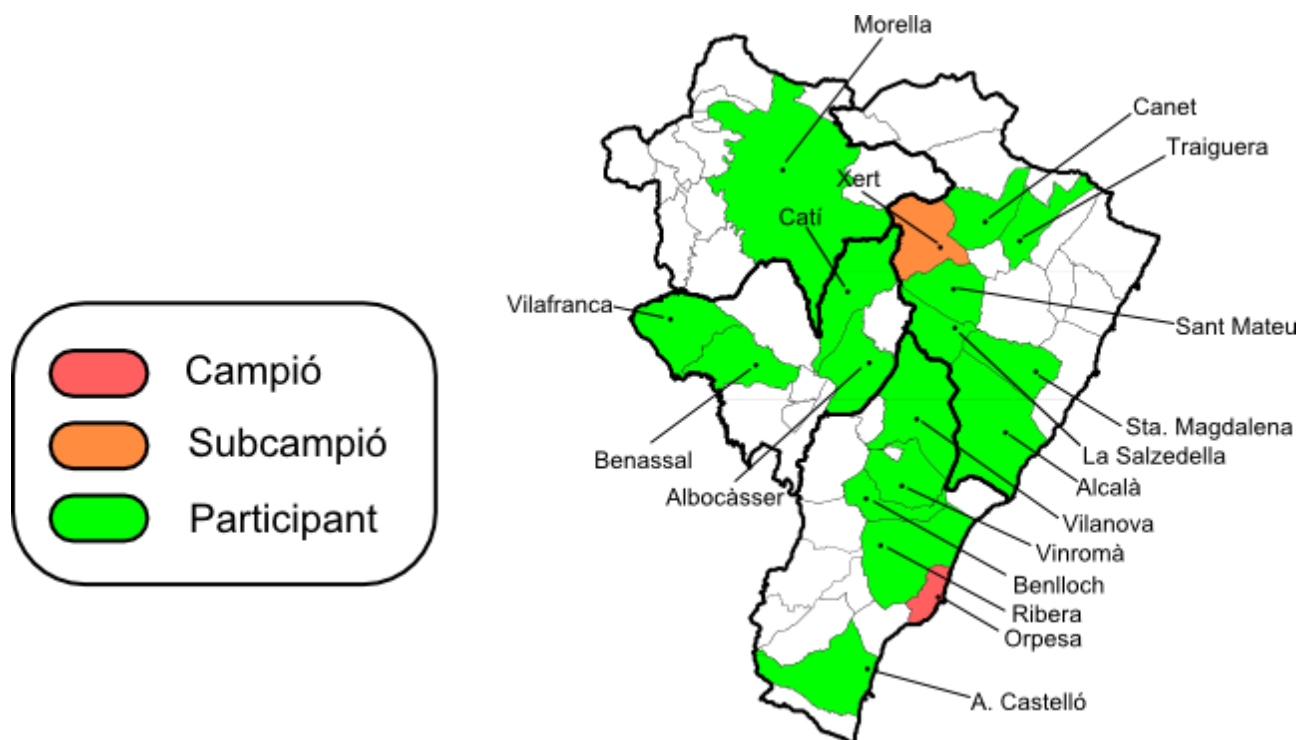 Campió
Subcampió
Participant
Morella
Canet
Traiguera
Xert
Catí
Vilafranca
Sant Mateu
Sta. Magdalena
La Salzedella
Benassal
Alcalà
Albocàsser
Vilanova
Vinromà
Benlloch
Ribera
Orpesa
A. Castelló